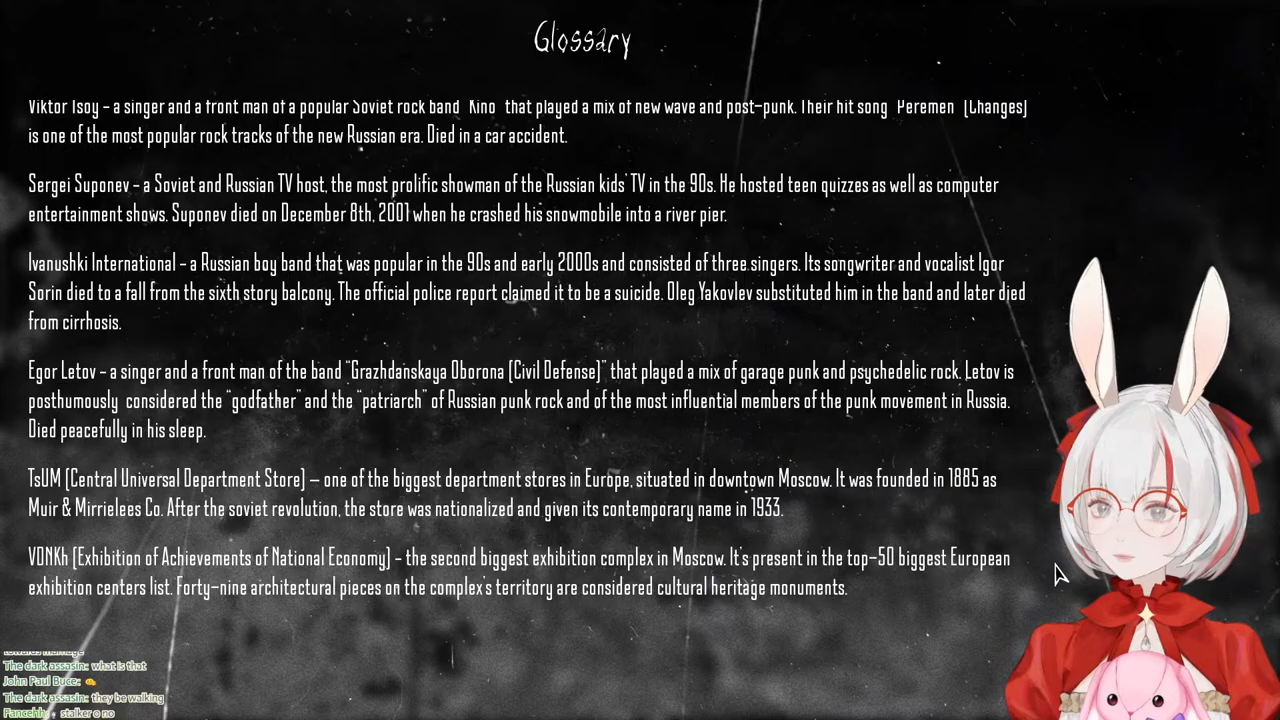 Glossary
Viktor Tsoy – a singer and a front man of a popular Soviet rock band "Kino" that played a mix of new wave and post-punk. Their hit song "Peremen" (Changes)
is one of the most popular rock tracks of the new Russian era. Died in a car accident.
Sergei Suponev – a Soviet and Russian TV host, the most prolific showman of the Russian kids' TV in the 90s. He hosted teen quizzes as well as computer
entertainment shows. Suponev died on December 8th, 2001 when he crashed his snowmobile into a river pier.
Ivanushki International – a Russian boy band that was popular in the 90s and early 2000s and consisted of three singers. Its songwriter and vocalist Igor
Sorin died to a fall from the sixth story balcony. The official police report claimed it to be a suicide. Oleg Yakovlev substituted him in the band and later died
from cirrhosis.
Egor Letov – a singer and a front man of the band "Grazhdanskaya Oborona (Civil Defense)" that played a mix of garage punk and psychedelic rock. Letov is
posthumously considered the "godfather" and the "patriarch" of Russian punk rock and of the most influential members of the punk movement in Russia.
Died peacefully in his sleep.
TsUM (Central Universal Department Store) — one of the biggest department stores in Europe, situated in downtown Moscow. It was founded in 1885 as
Muir & Mirrielees Co. After the soviet revolution, the store was nationalized and given its contemporary name in 1933.
VDNKh (Exhibition of Achievements of National Economy) – the second biggest exhibition complex in Moscow. It's present in the top-50 biggest European
exhibition centers list. Forty-nine architectural pieces on the complex's territory are considered cultural heritage monuments.
The dark assasin: what is that
John Paul Buce:
The dark assasin: they be walking
Fancehh: stalker o no